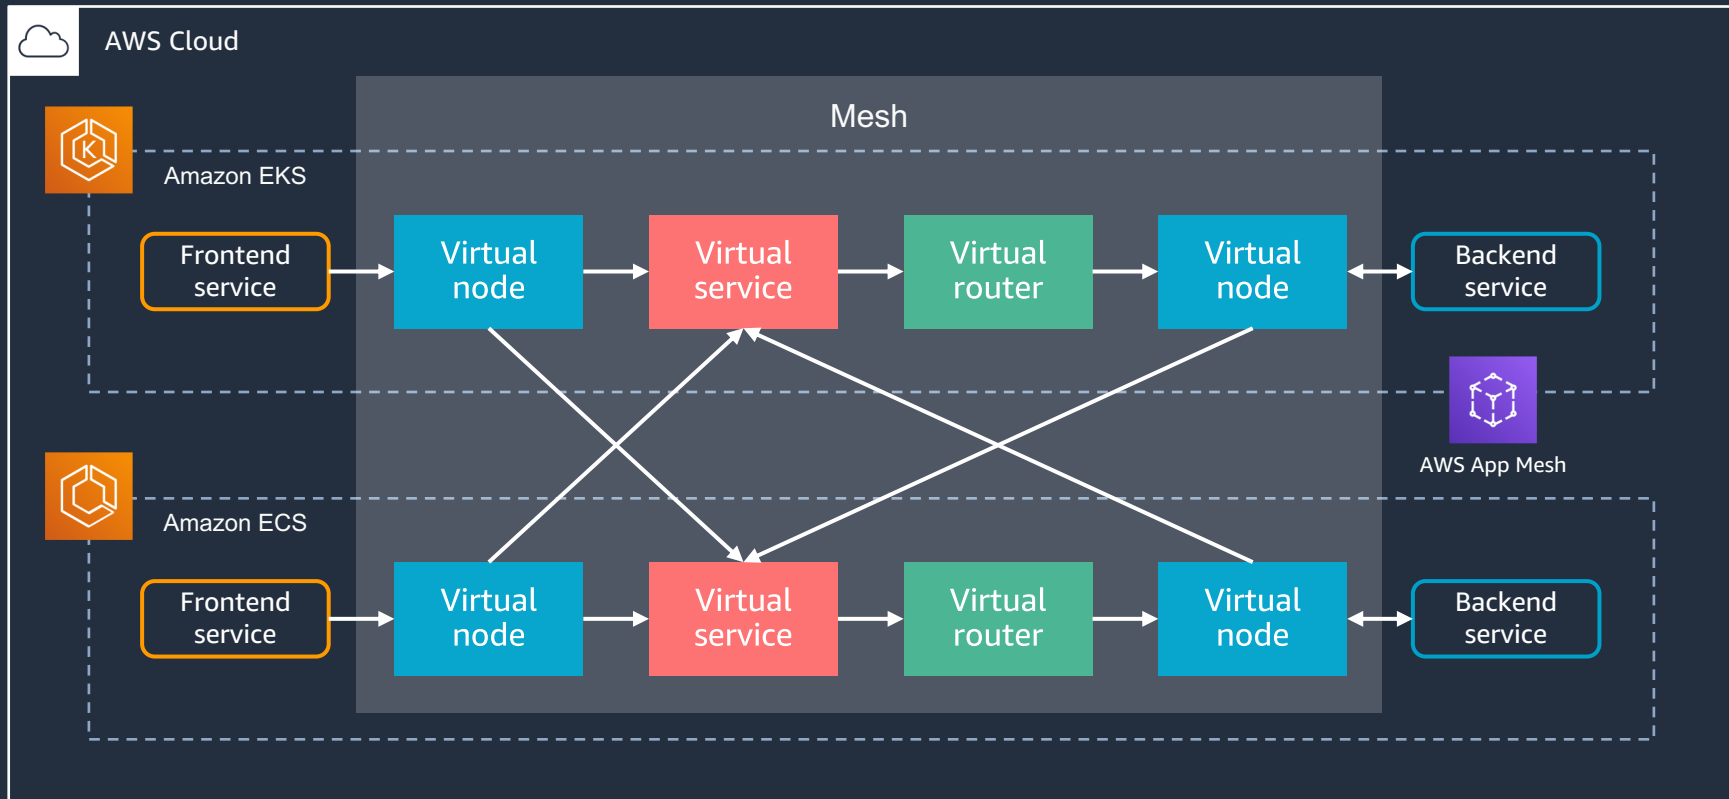 AWS Cloud
Mesh
K
Amazon EKS
Frontend
service
Virtual
node
Virtual
service
Virtual
router
Virtual
node
Backend
service
AWS App Mesh
Amazon ECS
Frontend
service
Virtual
node
Virtual
service
Virtual
router
Virtual
node
Backend
service